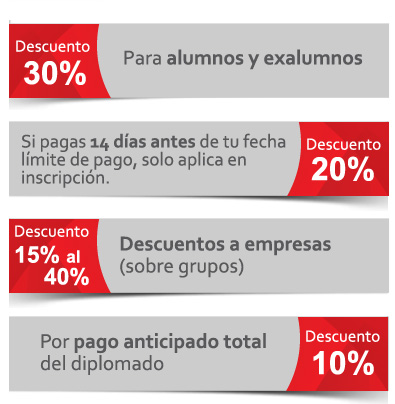 Descuento
30%
Para alumnos y exalumnos
Si pagas 14 días antes de tu fecha
límite de pago, solo aplica en
inscripción.
Descuento
20%
Descuento
15% al
40%
Descuentos a empresas
(sobre grupos)
Por pago anticipado total
del diplomado
Descuento
10%